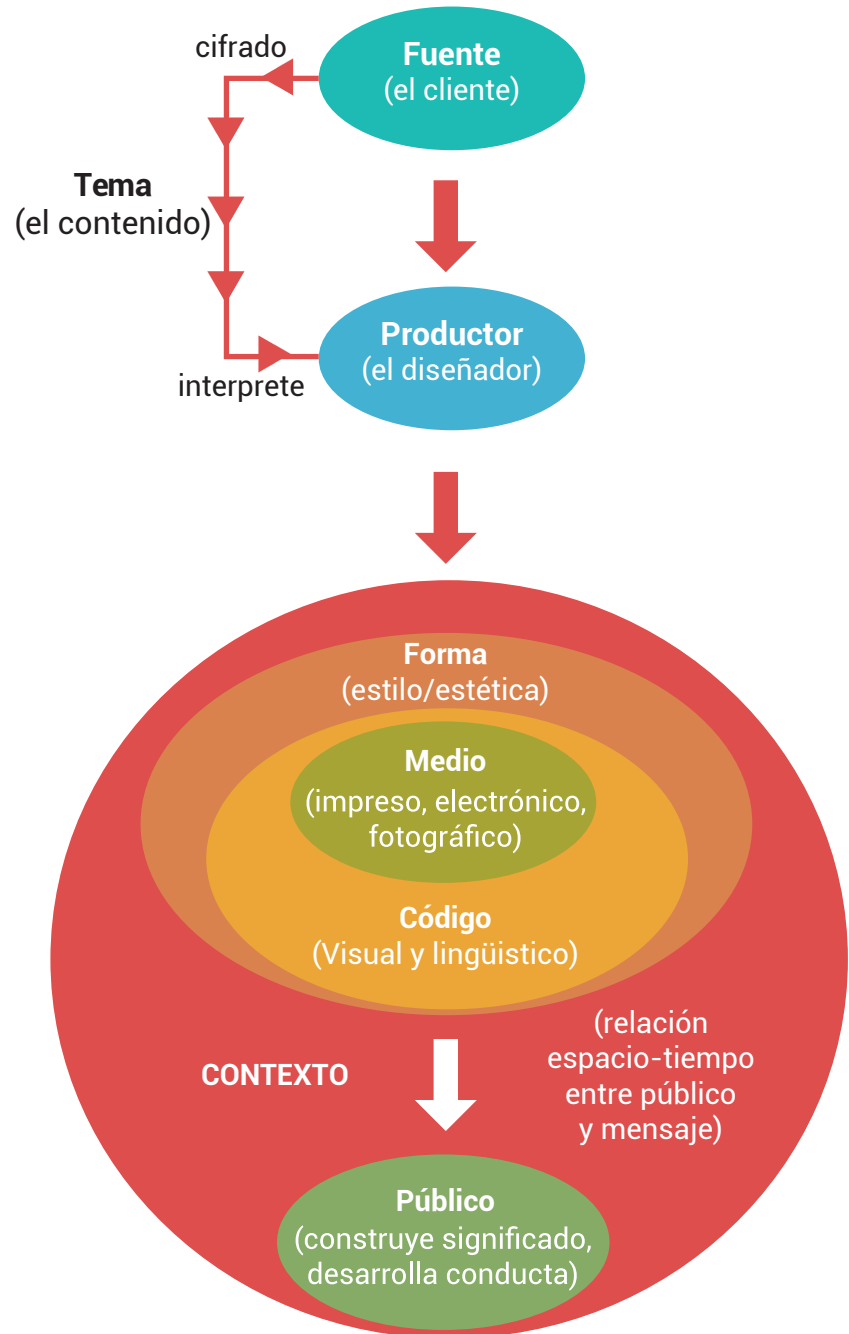 cifrado
Fuente
(el cliente)
Tema
(el contenido)
Productor
(el diseñador)
interprete
Forma
(estilo/estética)
Medio
(impreso, electrónico,
fotográfico)
Código
(Visual y lingüistico)
CONTEXTO
(relación
espacio-tiempo
entre público
y mensaje)
Público
(construye significado,
desarrolla conducta)